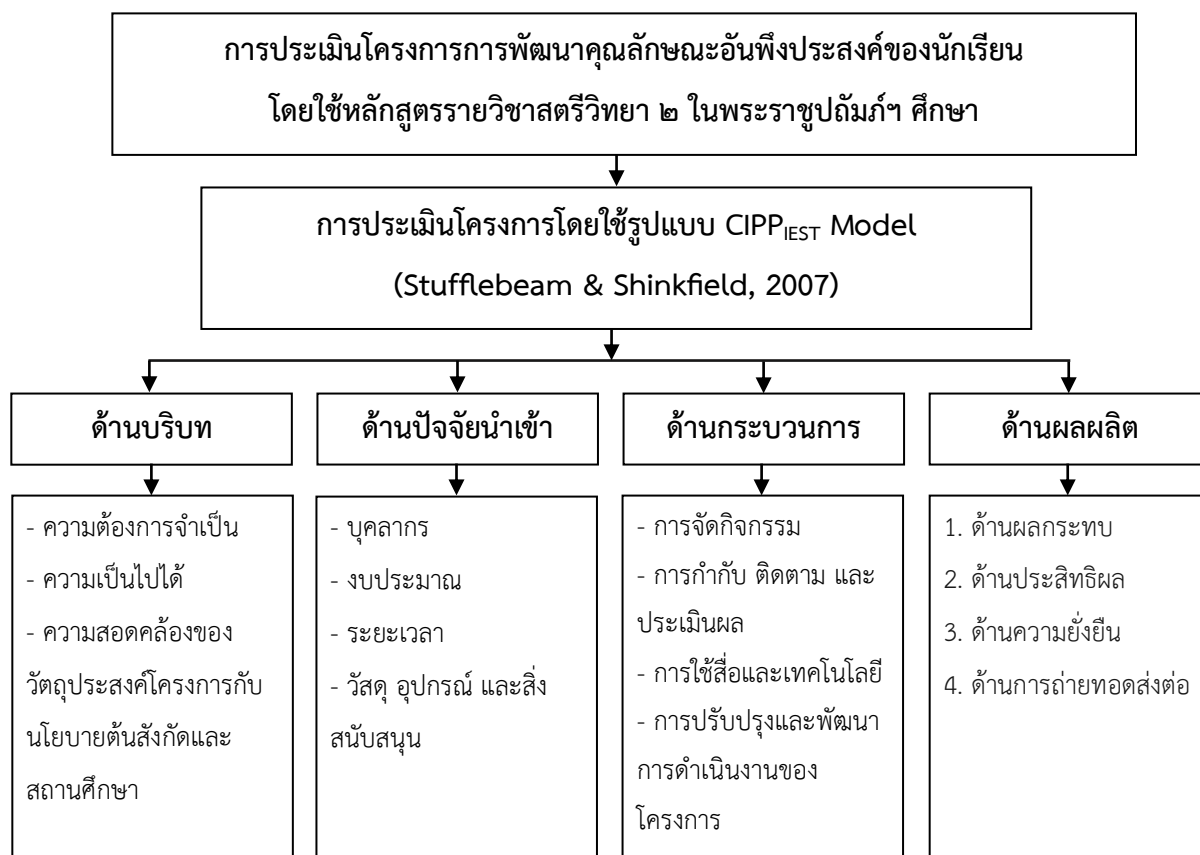 การประเมินโครงการการพัฒนาคุณลักษณะอันพึงประสงค์ของนักเรียน
โดยใช้หลักสูตรรายวิชาสตรีวิทยา ๒ ในพระราชูปถัมภ์ฯ ศึกษา
การประเมินโครงการโดยใช้รูปแบบ CIPPIEST Model
(Stufflebeam & Shinkfield, 2007)
ด้านบริบท
- ความต้องการจำเป็น
- ความเป็นไปได้
- ความสอดคล้องของ
วัตถุประสงค์โครงการกับ
นโยบายต้นสังกัดและ
สถานศึกษา
ด้านปัจจัยนำเข้า
- บุคลากร
- งบประมาณ
- ระยะเวลา
- วัสดุ อุปกรณ์ และสิ่ง
สนับสนุน
ด้านกระบวนการ
- การจัดกิจกรรม
- การกำกับ ติดตาม และ
ประเมินผล
- การใช้สื่อและเทคโนโลยี
- การปรับปรุงและพัฒนา
การดำเนินงานของ
โครงการ
ด้านผลผลิต
1. ด้านผลกระทบ
2. ด้านประสิทธิผล
3. ด้านความยั่งยืน
4. ด้านการถ่ายทอดส่งต่อ